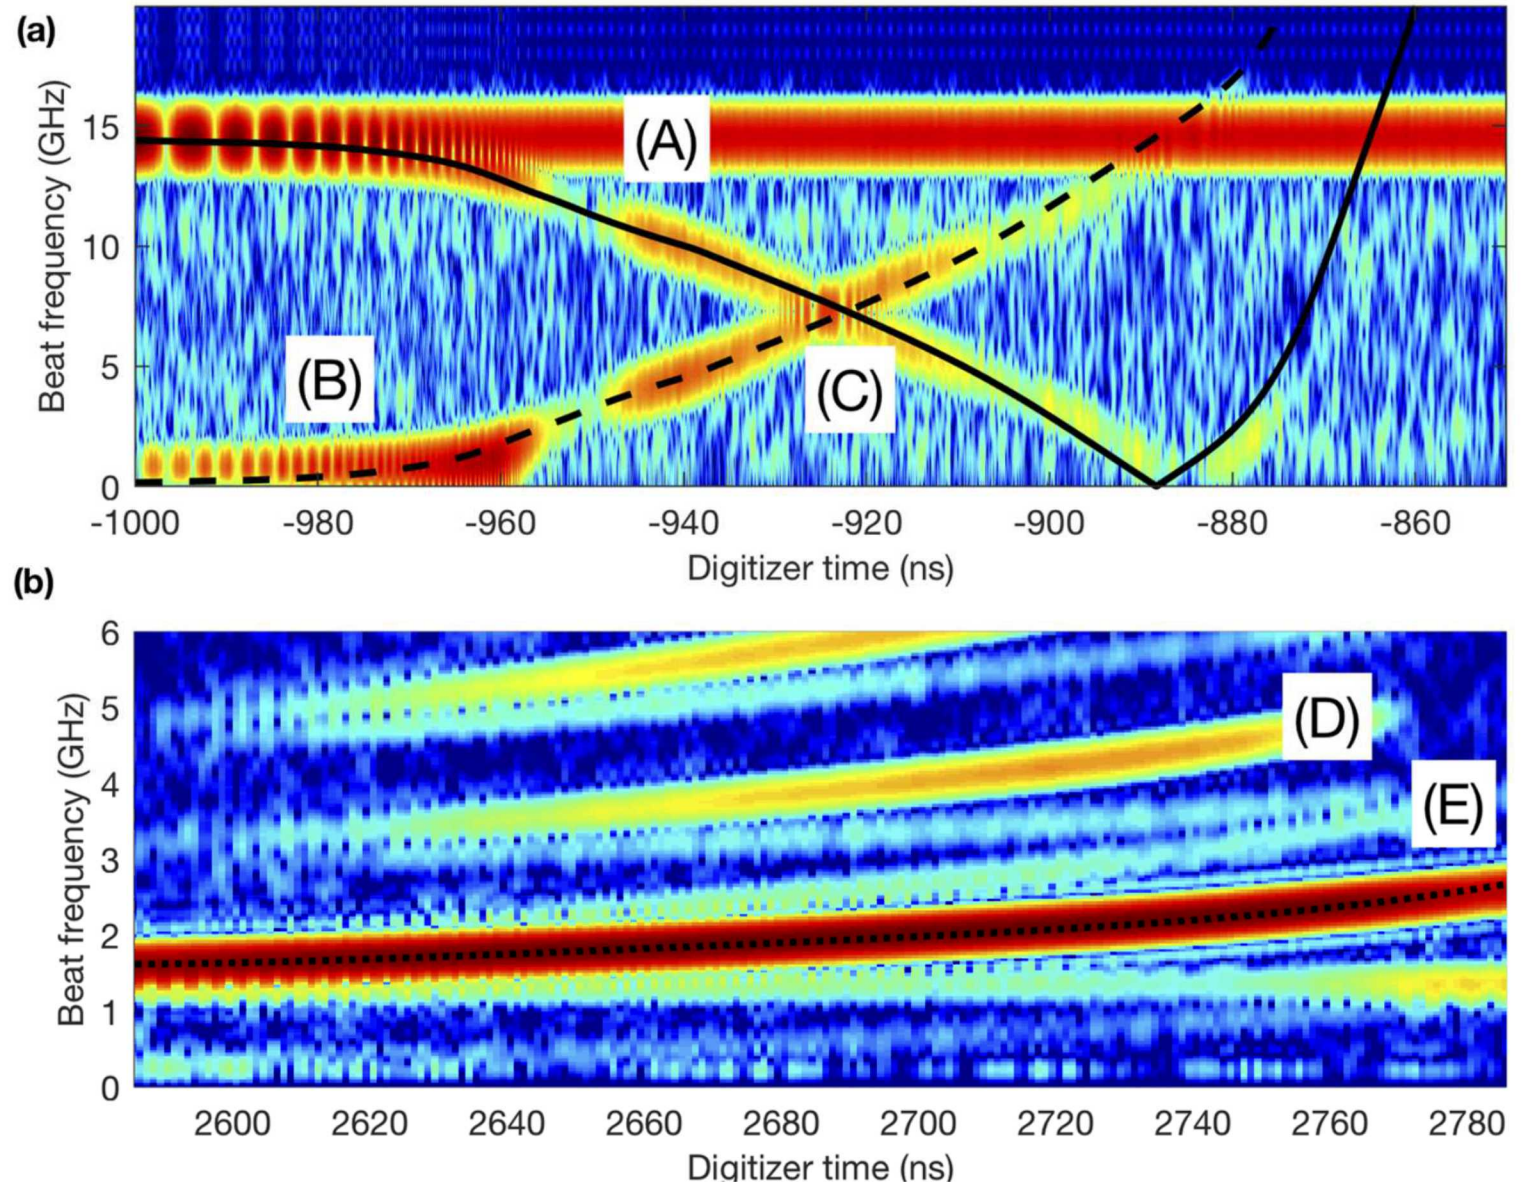 (a)
Beat frequency (GHz)
15
10
5
0
(A)
(B)
(C)
-1000 -980 -960 -940 -920 -900 -880 -860
Digitizer time (ns)
(b)
Beat frequency (GHz)
6
5
4
3
2
1
0
(D)
(E)
2600 2620 2640 2660 2680 2700 2720 2740 2760 2780
Digitizer time (ns)